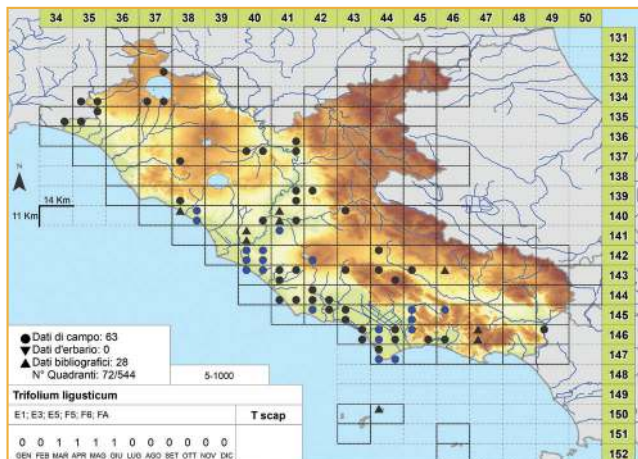 34 35 36 37 38 39 40 41 42 43 44 45 46 47 48 49 50
131
132
133
134
135
136
137
138
139
140
141
142
143
144
145
146
147
148
149
150
151
152
N
14 Km
11 Km
Dati di campo: 63
Dati d'erbario: 0
Dati bibliografici: 28
N° Quadranti: 72/544
5-1000
Trifolium ligusticum
E1; E3; E5; F5; F6; FA
T scap
0 0 1 1 1 1 0 0 0 0 0 0
GEN FEB MAR APR MAG GIU LUG AGO SET OTT NOV DIC